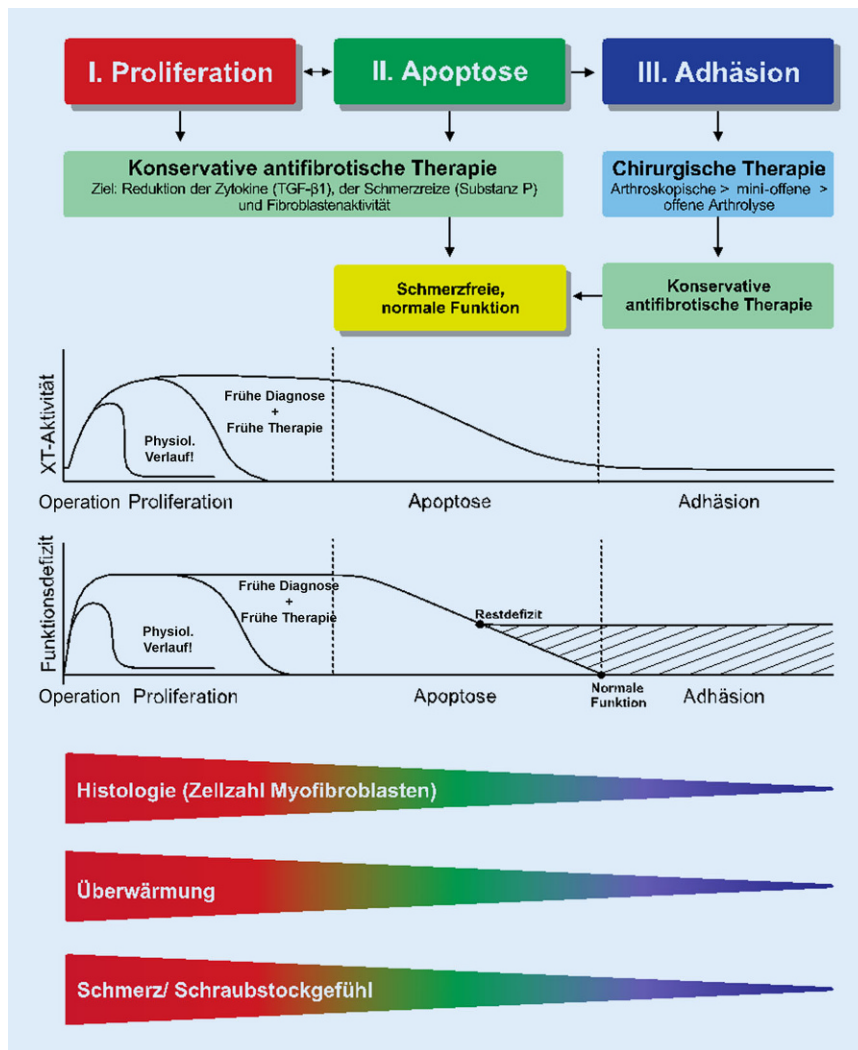 I. Proliferation
II. Apoptose
III. Adhäsion
Konservative antifibrotische Therapie
Ziel: Reduktion der Zytokine (TGF-β1), der Schmerzreize (Substanz P)
und Fibroblastenaktivität
Chirurgische Therapie
Arthroskopische > mini-offene >
offene Arthrolyse
Schmerzfreie,
normale Funktion
Konservative
antifibrotische Therapie
XT-Aktivität
Physiol.
Verlauf!
Frühe Diagnose
+
Frühe Therapie
Operation
Proliferation
Apoptose
Adhäsion
Funktionsdefizit
Physiol.
Verlauf!
Frühe Diagnose
+
Frühe Therapie
Restdefizit
Normale
Funktion
Operation
Proliferation
Apoptose
Adhäsion
Histologie (Zellzahl Myofibroblasten)
Überwärmung
Schmerz/ Schraubstockgefühl